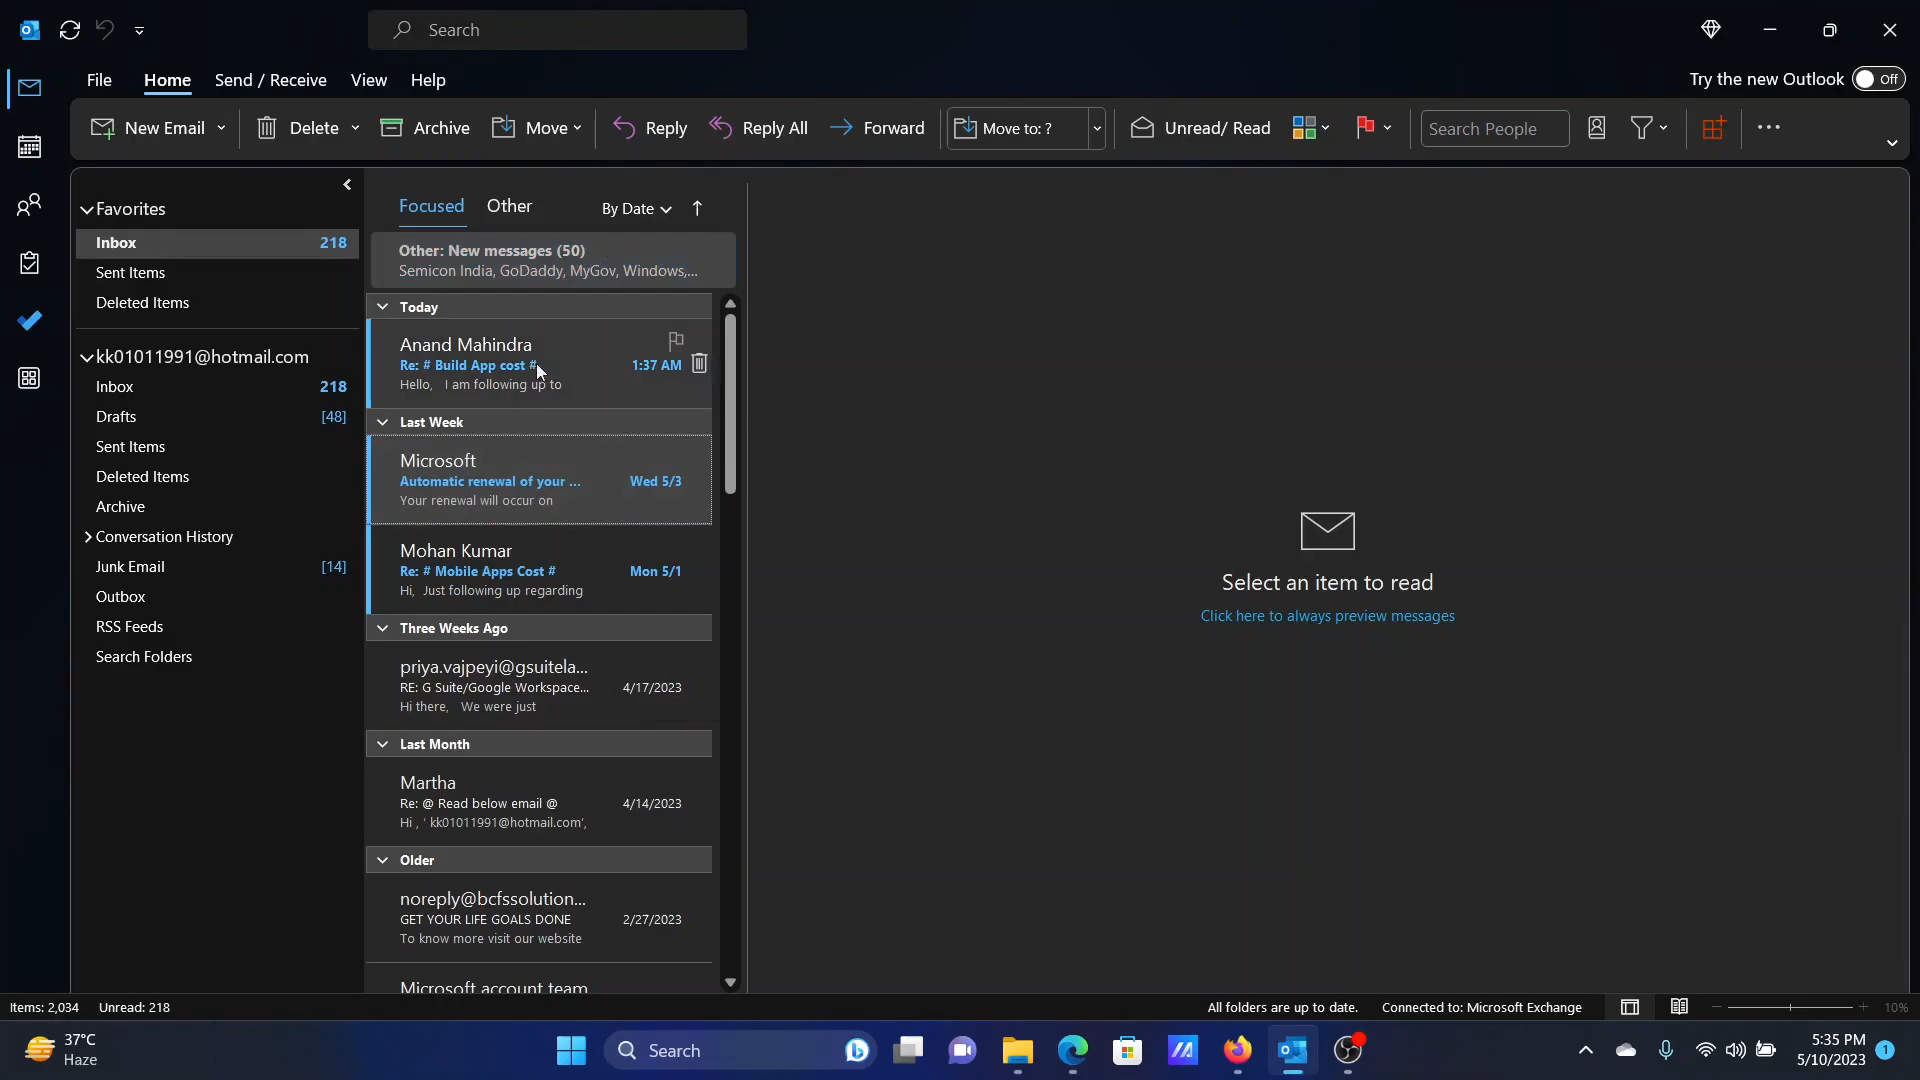 Search
File Home Send / Receive View Help
Try the new Outlook Off
New Email Delete Archive Move Reply Reply All Forward Move to: ? Unread/ Read Search People
Favorites
Inbox 218
Sent Items
Deleted Items
kk01011991@hotmail.com
Inbox 218
Drafts [48]
Sent Items
Deleted Items
Archive
Conversation History
Junk Email [14]
Outbox
RSS Feeds
Search Folders
Focused Other By Date
Other: New messages (50)
Semicon India, GoDaddy, MyGov, Windows,...
Today
Anand Mahindra
Re: # Build App cost # 1:37 AM
Hello, I am following up to
Last Week
Microsoft
Automatic renewal of your ... Wed 5/3
Your renewal will occur on
Mohan Kumar
Re: # Mobile Apps Cost # Mon 5/1
Hi, Just following up regarding
Three Weeks Ago
priya.vajpeyi@gsuitela...
RE: G Suite/Google Workspace... 4/17/2023
Hi there, We were just
Last Month
Martha
Re: @ Read below email @ 4/14/2023
Hi , ' kk01011991@hotmail.com',
Older
noreply@bcfssolution...
GET YOUR LIFE GOALS DONE 2/27/2023
To know more visit our website
Microsoft account team
Select an item to read
Click here to always preview messages
Items: 2,034 Unread: 218
All folders are up to date. Connected to: Microsoft Exchange 10%
37°C
Haze
Search
5:35 PM
5/10/2023
1